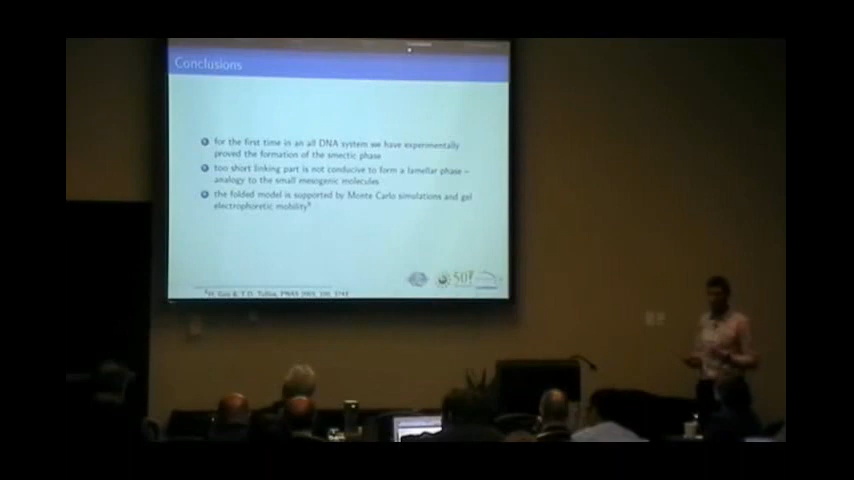 Conclusions
for the first time in an all DNA system we have experimentally
proved the formation of the smectic phase
too short linking part is not conducive to form a lamellar phase –
analogy to the small mesogenic molecules
the folded model is supported by Monte Carlo simulations and gel
electrophoretic mobility
50